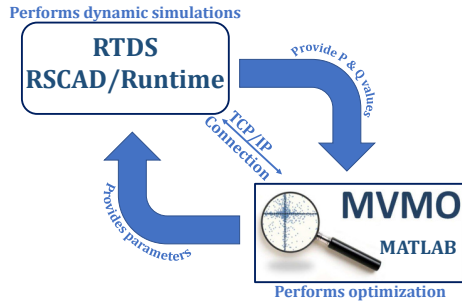 Performs dynamic simulations
RTDS
RSCAD/Runtime
Provide P & Q values
TCP/IP
Connection
Provides parameters
MVMO
MATLAB
Performs optimization